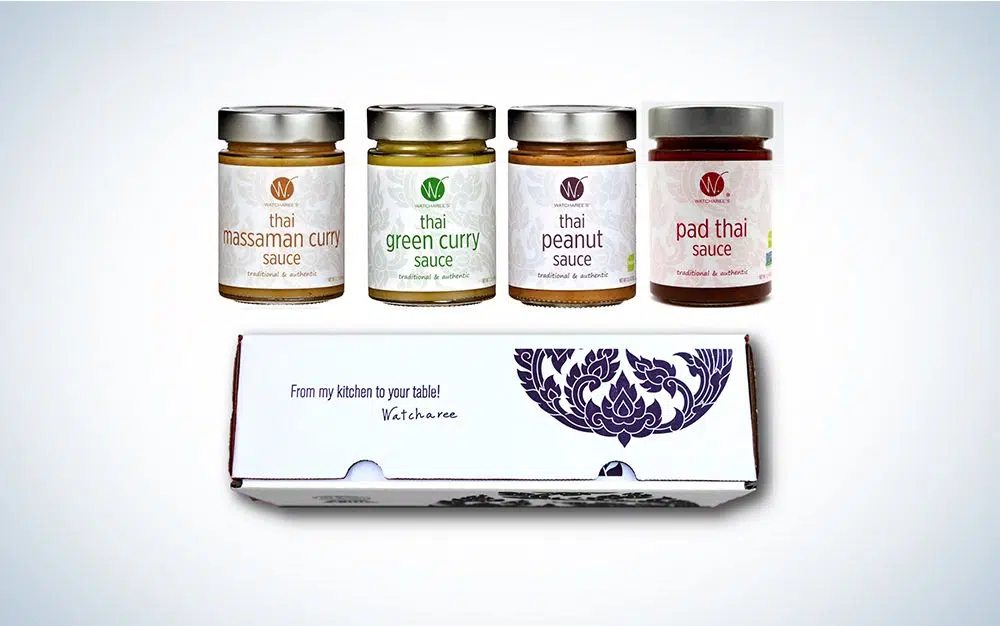 W.
WATCHAREE'S
thai
massaman curry
sauce
traditional & authentic
W.
WATCHAREE'S
thai
green curry
sauce
traditional & authentic
W.
WATCHAREE'S
thai
peanut
sauce
traditional & authentic
W.
WATCHAREE'S
pad thai
sauce
traditional & authentic
From my kitchen to your table!
Watcharee